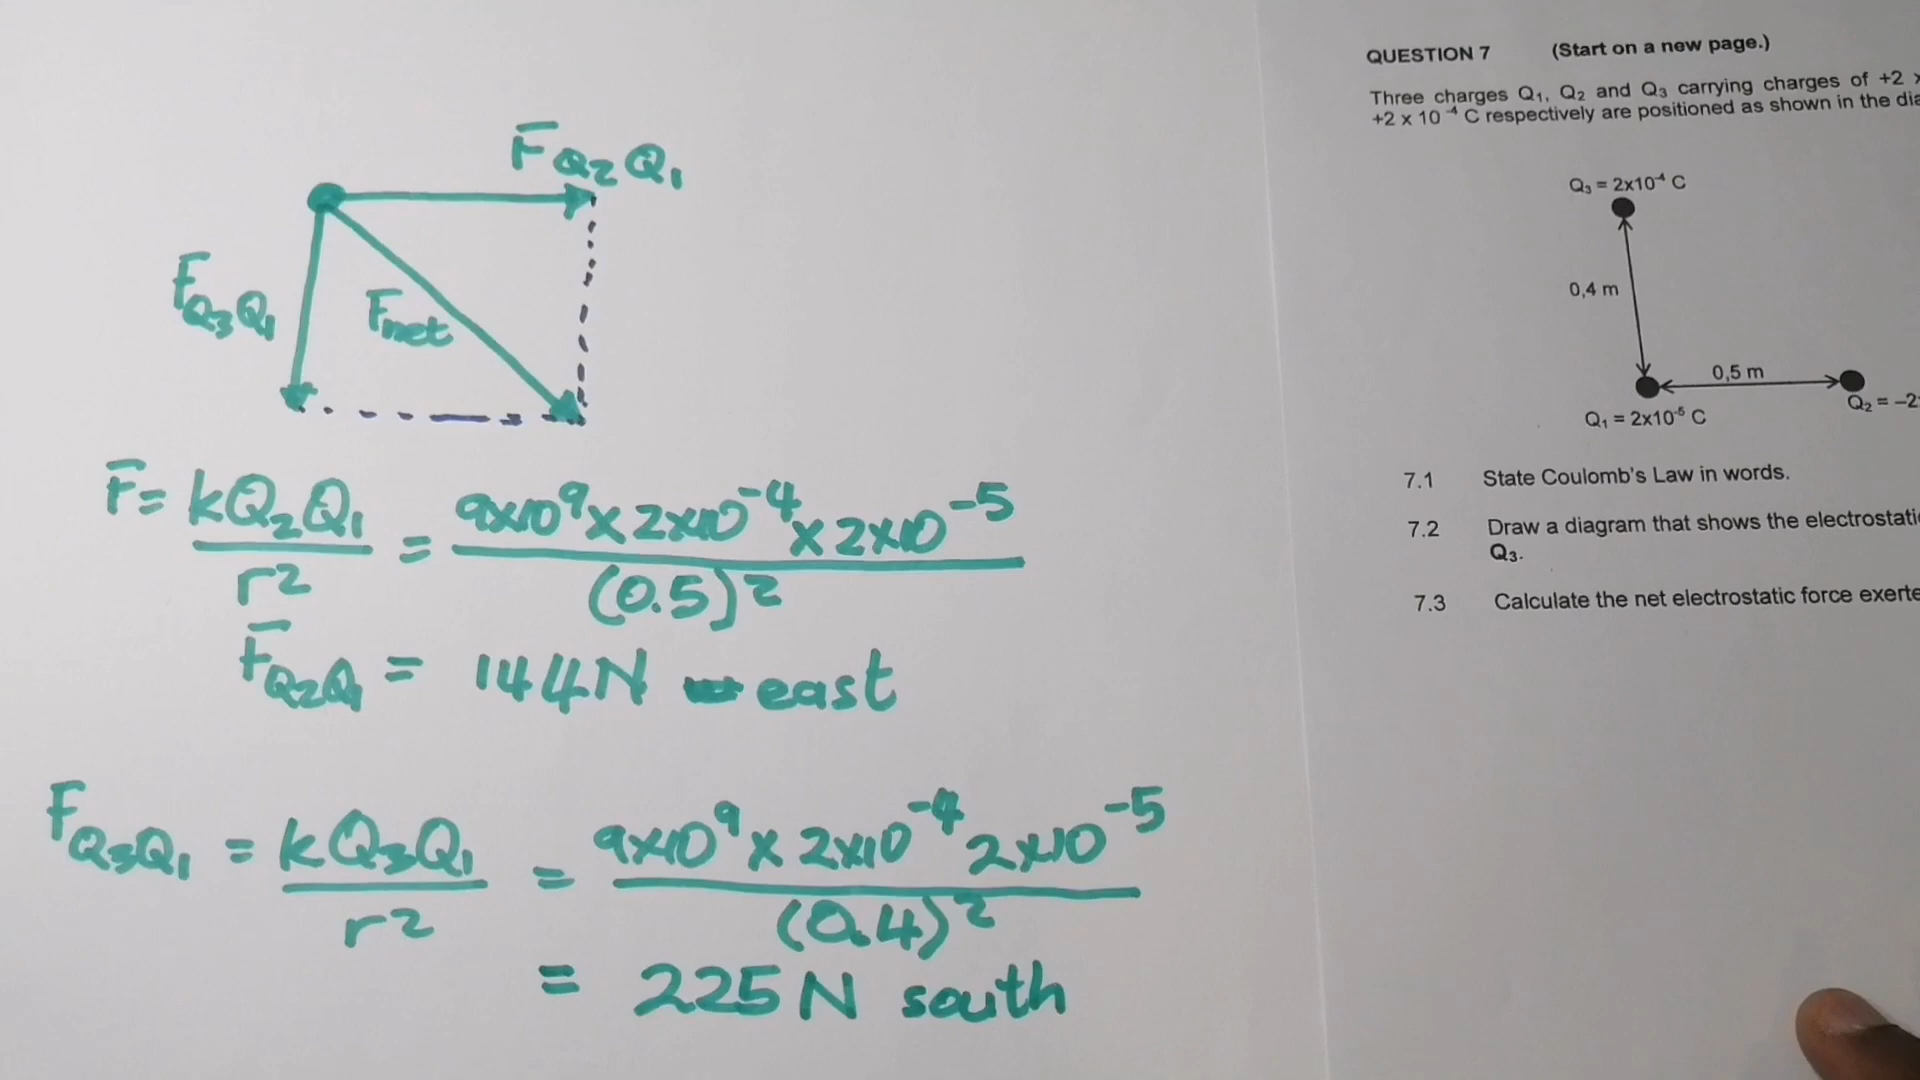 F̅Q₂Q₁
FQ₃Q₁
Fnet
F̅ = kQ₂Q₁ / r² = 9x10⁹ x 2x10⁻⁴ x 2x10⁻⁵ / (0.5)²
F̅Q₂Q₁ = 144N east
FQ₃Q₁ = kQ₃Q₁ / r² = 9x10⁹ x 2x10⁻⁴ 2x10⁻⁵ / (0.4)²
= 225N south
QUESTION 7 (Start on a new page.)
Three charges Q₁, Q₂ and Q₃ carrying charges of +2 x
+2 x 10⁻⁴ C respectively are positioned as shown in the dia
Q₃ = 2x10⁻⁴ C
0,4 m
0,5 m
Q₂ = –2
Q₁ = 2x10⁻⁵ C
7.1 State Coulomb's Law in words.
7.2 Draw a diagram that shows the electrostati
Q₃.
7.3 Calculate the net electrostatic force exerte